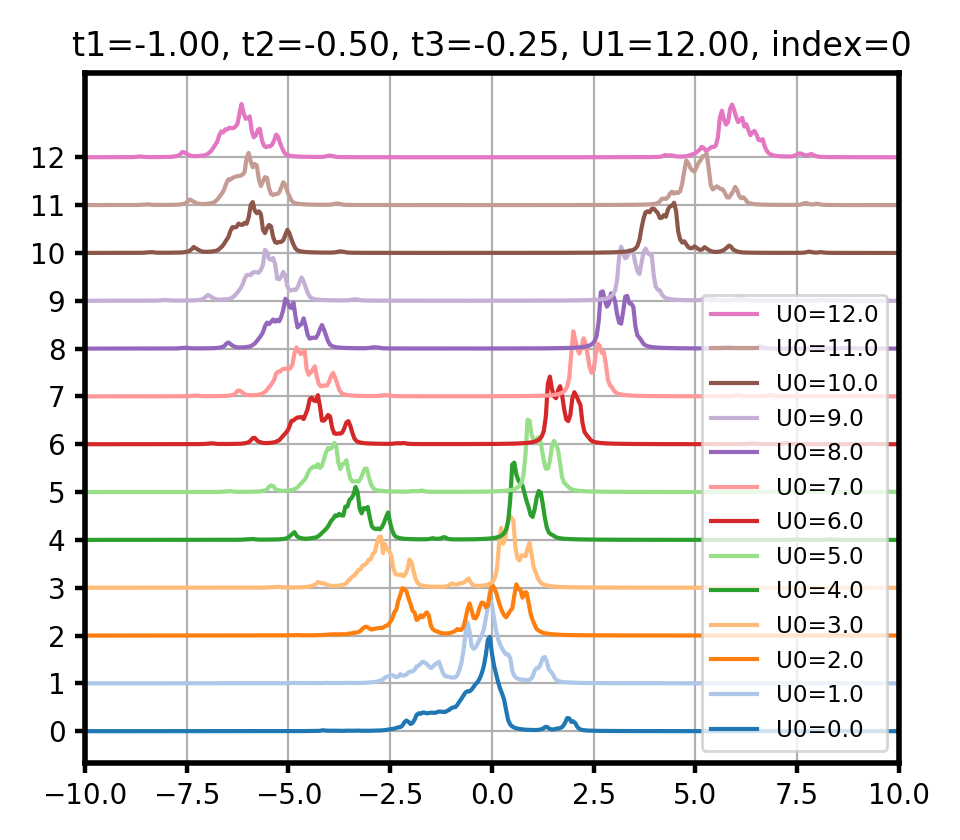 t1=-1.00, t2=-0.50, t3=-0.25, U1=12.00, index=0
12
11
10
9
8
7
6
5
4
3
2
1
0
U0=12.0
U0=11.0
U0=10.0
U0=9.0
U0=8.0
U0=7.0
U0=6.0
U0=5.0
U0=4.0
U0=3.0
U0=2.0
U0=1.0
U0=0.0
−10.0 −7.5 −5.0 −2.5 0.0 2.5 5.0 7.5 10.0